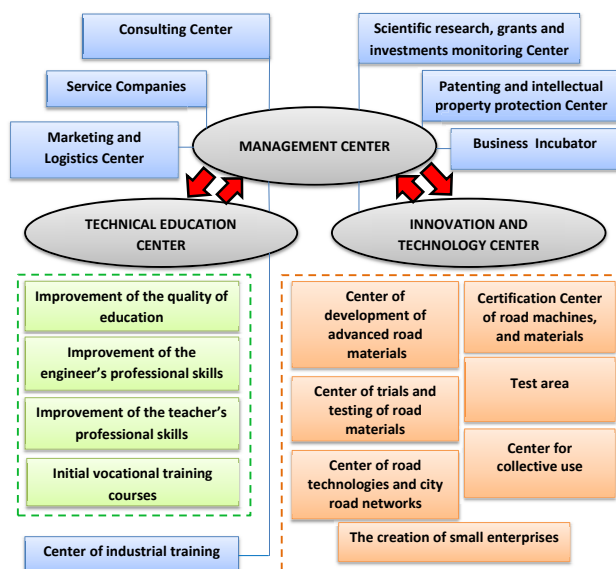 Consulting Center
Scientific research, grants and
investments monitoring Center
Service Companies
Patenting and intellectual
property protection Center
Marketing and
Logistics Center
MANAGEMENT CENTER
Business Incubator
TECHNICAL EDUCATION
CENTER
INNOVATION AND
TECHNOLOGY CENTER
Improvement of the quality of
education
Improvement of the
engineer’s professional skills
Improvement of the teacher’s
professional skills
Initial vocational training
courses
Center of industrial training
Center of
development of
advanced road
materials
Certification Center
of road machines,
and materials
Center of trials and
testing of road
materials
Test area
Center of road
technologies and city
road networks
Center for
collective use
The creation of small enterprises